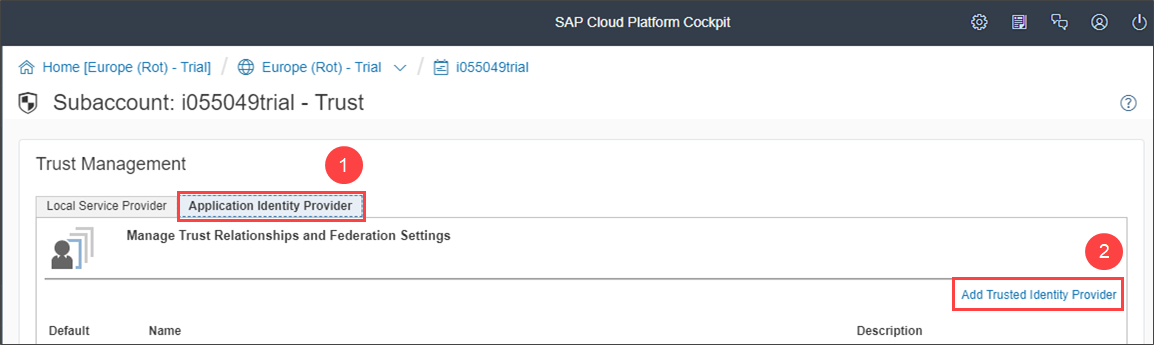 SAP Cloud Platform Cockpit
Home [Europe (Rot) - Trial] / Europe (Rot) - Trial / i055049trial
Subaccount: i055049trial - Trust
Trust Management
1
Local Service Provider Application Identity Provider
Manage Trust Relationships and Federation Settings
2
Add Trusted Identity Provider
Default Name Description